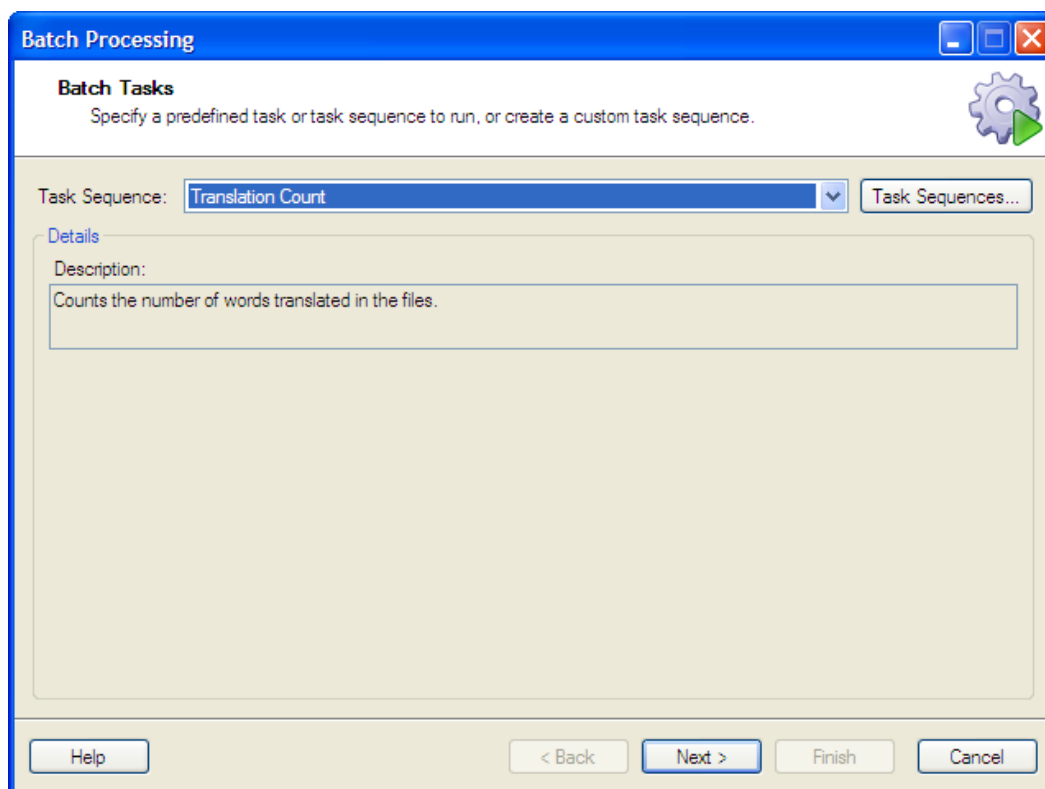 Batch Processing
Batch Tasks
Specify a predefined task or task sequence to run, or create a custom task sequence.
Task Sequence: Translation Count Task Sequences...
Details
Description:
Counts the number of words translated in the files.
Help < Back Next > Finish Cancel